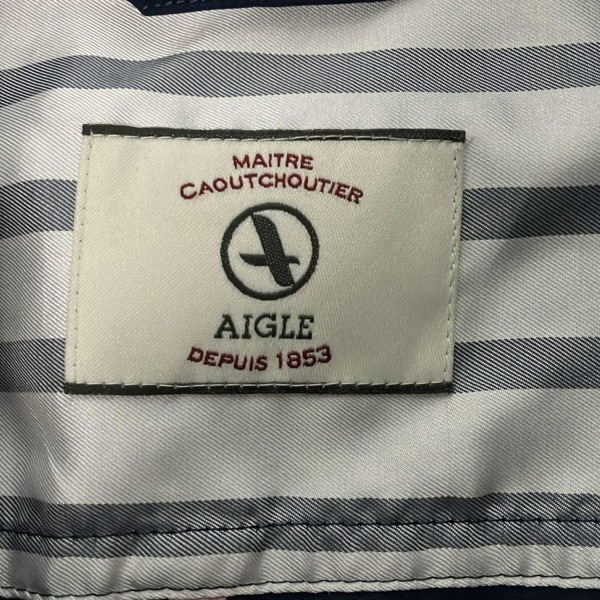 MAITRE
CAOUTCHOUTIER
AIGLE
DEPUIS 1853